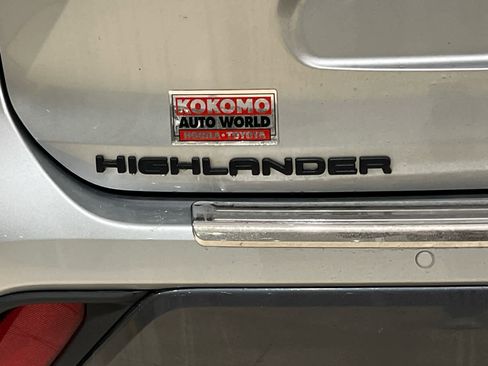 KOKOMO
AUTO WORLD
HONDA • TOYOTA
HIGHLANDER